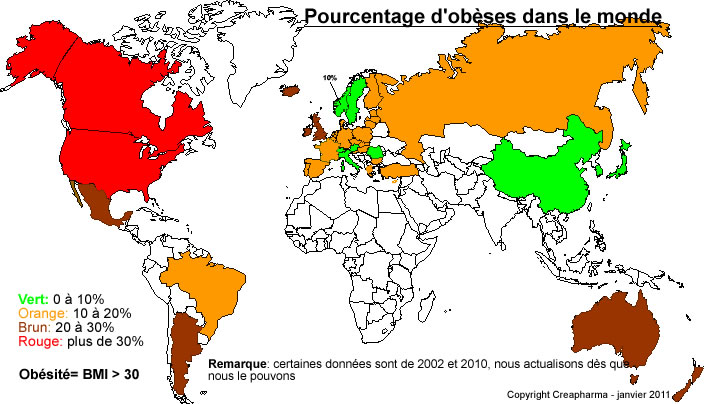 Pourcentage d'obèses dans le monde
10%
Vert: 0 à 10%
Orange: 10 à 20%
Brun: 20 à 30%
Rouge: plus de 30%
Obésité= BMI > 30
Remarque: certaines données sont de 2002 et 2010, nous actualisons dès que
nous le pouvons
Copyright Creapharma - janvier 2011